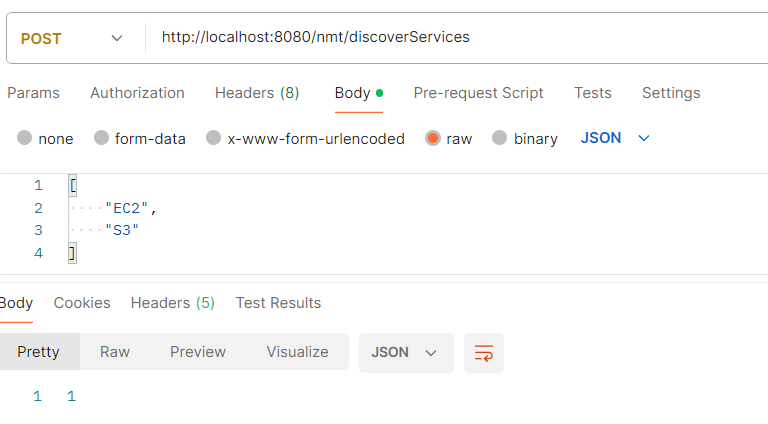 POST http://localhost:8080/nmt/discoverServices
Params Authorization Headers (8) Body Pre-request Script Tests Settings
none form-data x-www-form-urlencoded raw binary JSON
1 [
2 ····"EC2",
3 ····"S3"
4 ]
Body Cookies Headers (5) Test Results
Pretty Raw Preview Visualize JSON
1 1